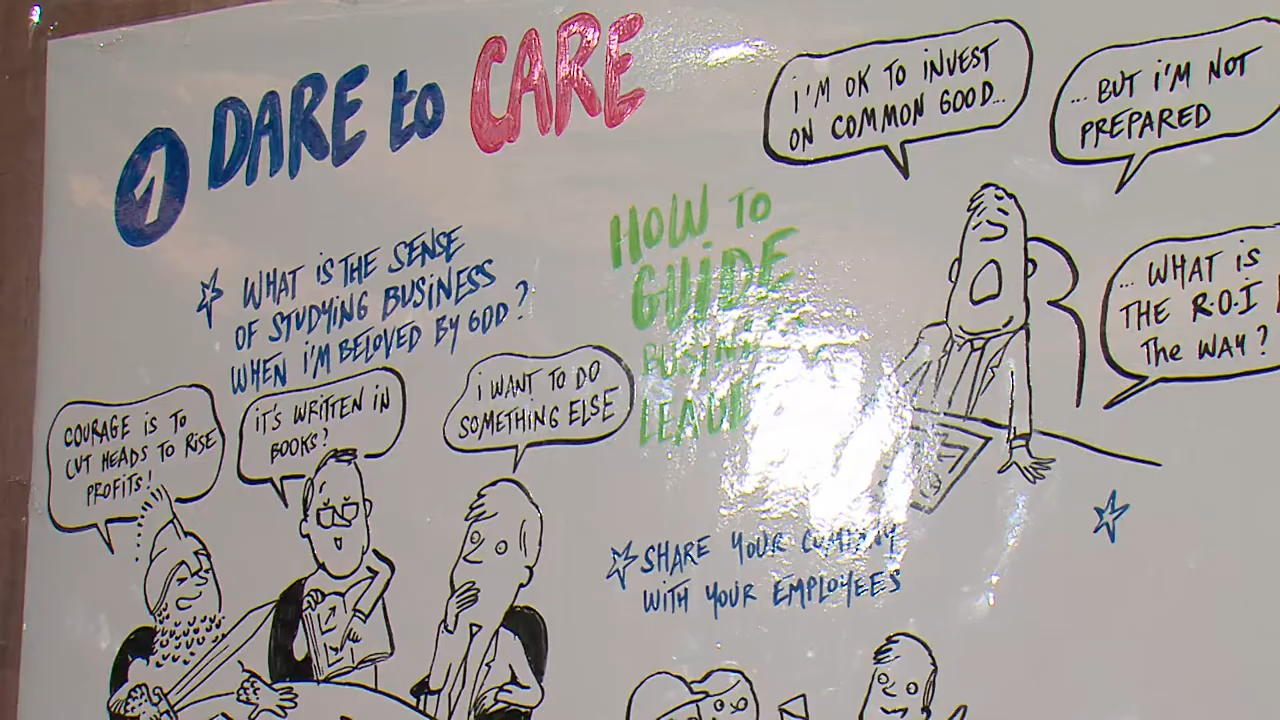 1 DARE to CARE
I'M OK TO INVEST
ON COMMON GOOD...
... BUT I'M NOT
PREPARED
... WHAT IS
THE R.O.I
The WAY?
HOW TO
GUIDE
WHAT IS THE SENSE
OF STUDYING BUSINESS
WHEN I'M BELOVED BY GOD?
COURAGE IS TO
CUT HEADS TO RISE
PROFITS!
IT'S WRITTEN IN
BOOKS?
I WANT TO DO
SOMETHING ELSE
SHARE YOUR COMPANY
WITH YOUR EMPLOYEES